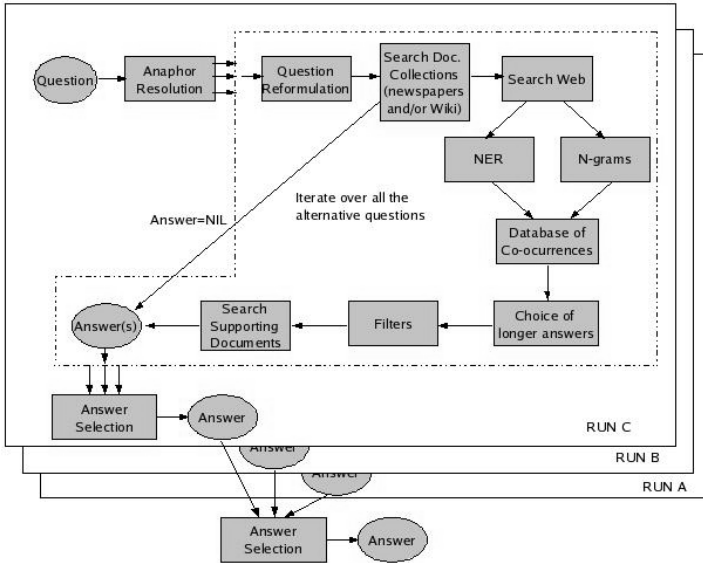 Question
Anaphor
Resolution
Question
Reformulation
Search Doc.
Collections
(newspapers
and/or Wiki)
Search Web
NER
N-grams
Iterate over all the
alternative questions
Answer=NIL
Database of
Co-ocurrences
Answer(s)
Search
Supporting
Documents
Filters
Choice of
longer answers
Answer
Selection
Answer
RUN C
Answer
RUN B
Answer
RUN A
Answer
Selection
Answer